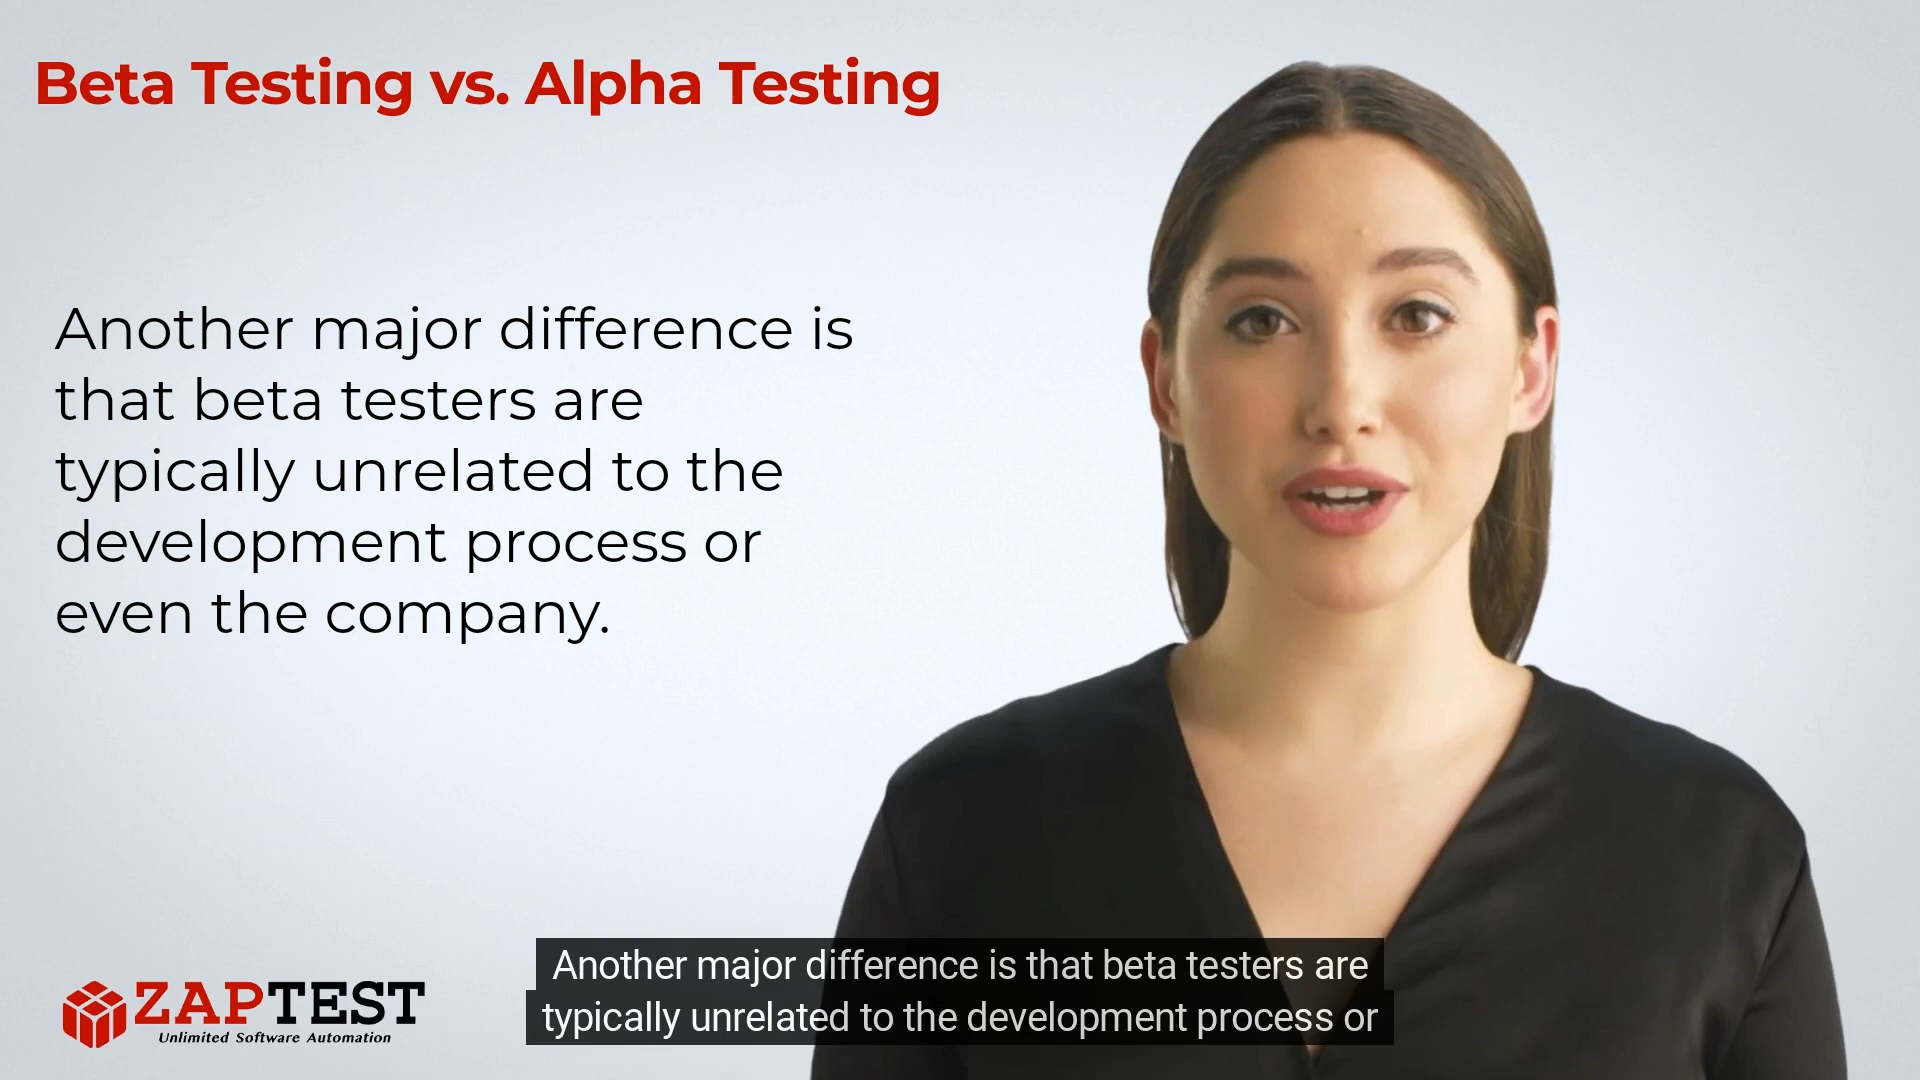 Beta Testing vs. Alpha Testing
Another major difference is
that beta testers are
typically unrelated to the
development process or
even the company.
ZAPTEST
Unlimited Software Automation
Another major difference is that beta testers are
typically unrelated to the development process or